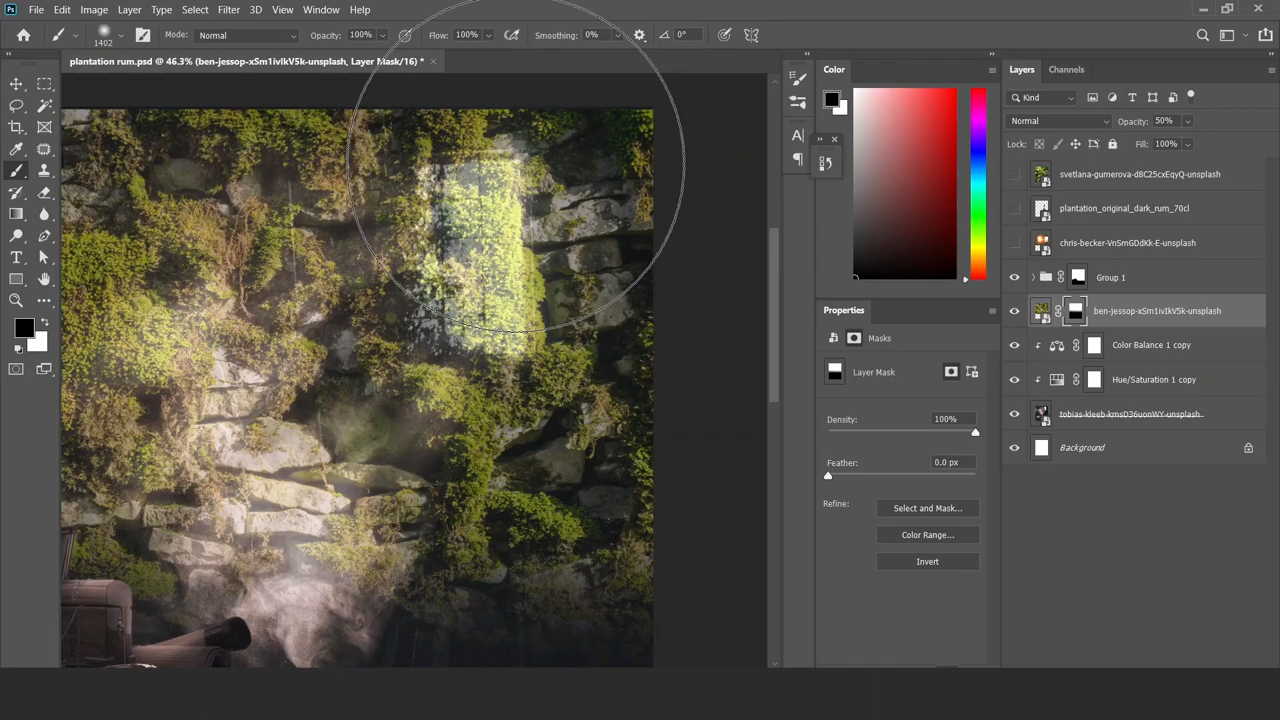 Ps File Edit Image Layer Type Select Filter 3D View Window Help
1402 Mode: Normal Opacity: 100% Flow: 100% Smoothing: 0% 0°
plantation rum.psd @ 46.3% (ben-jessop-xSm1ivIkV5k-unsplash, Layer Mask/16) *
Color
Layers Channels
Kind
Normal Opacity: 50%
Lock: Fill: 100%
svetlana-gumerova-d8C25cxEqyQ-unsplash
plantation_original_dark_rum_70cl
chris-becker-VnSmGDdKk-E-unsplash
Group 1
ben-jessop-xSm1ivIkV5k-unsplash
Color Balance 1 copy
Hue/Saturation 1 copy
tobias-kleeb-kmsD36uonWY-unsplash
Background
Properties
Masks
Layer Mask
Density: 100%
Feather: 0.0 px
Refine: Select and Mask...
Color Range...
Invert